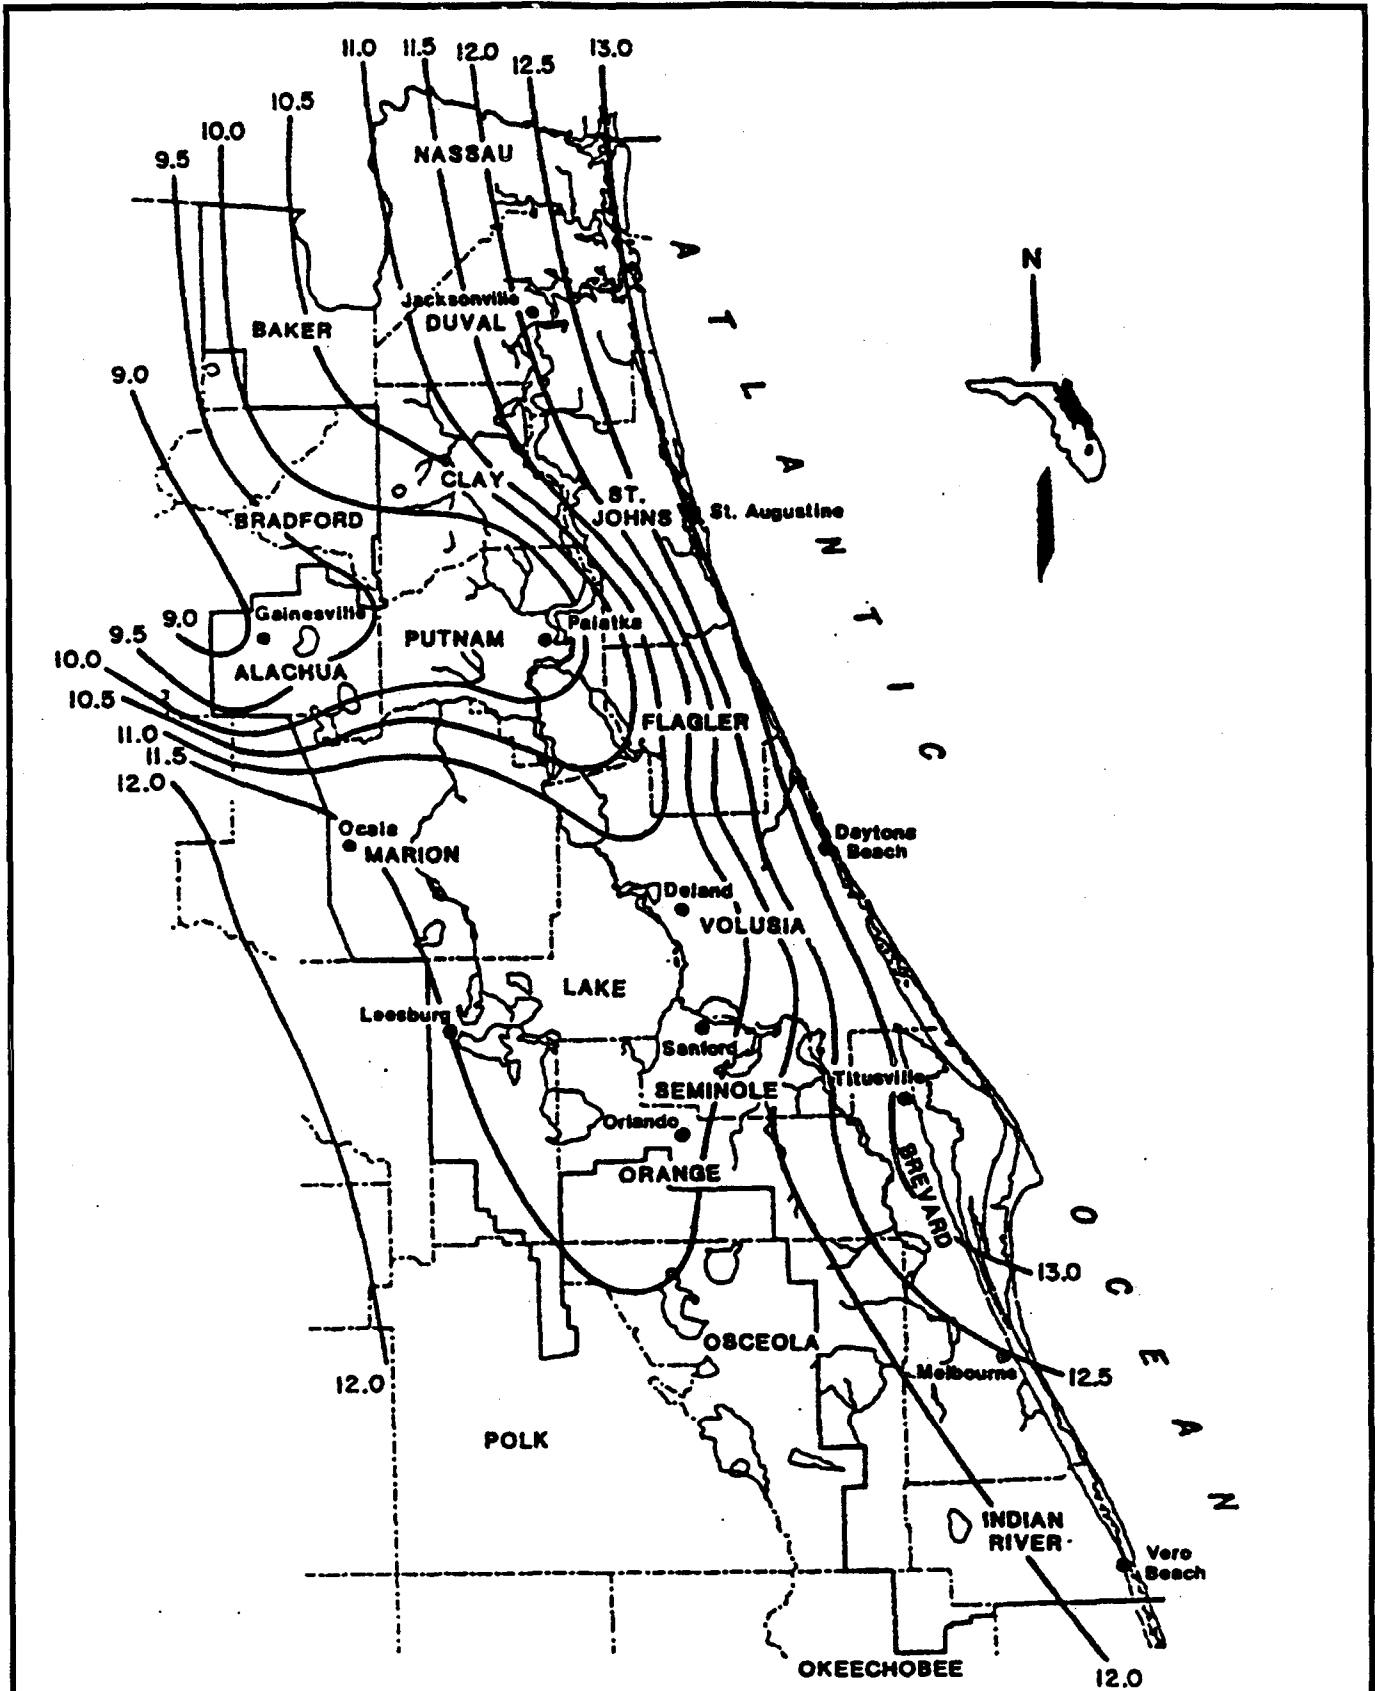 11.0 11.5 12.0 13.0
12.5
10.5
10.0
9.5
NASSAU
A
T
L
A
N
T
I
C
N
Jacksonville
DUVAL
BAKER
9.0
CLAY
ST.
JOHNS
St. Augustine
BRADFORD
Gainesville
9.0
9.5
10.0
10.5
11.0
11.5
12.0
PUTNAM
Palatka
ALACHUA
FLAGLER
Ocala
MARION
Daytona
Beach
Deland
VOLUSIA
LAKE
Leesburg
Sanford
SEMINOLE
Titusville
Orlando
ORANGE
BREVARD
O
C
E
A
N
13.0
OSCEOLA
Melbourne
12.5
12.0
POLK
INDIAN
RIVER
Vero
Beach
OKEECHOBEE
12.0